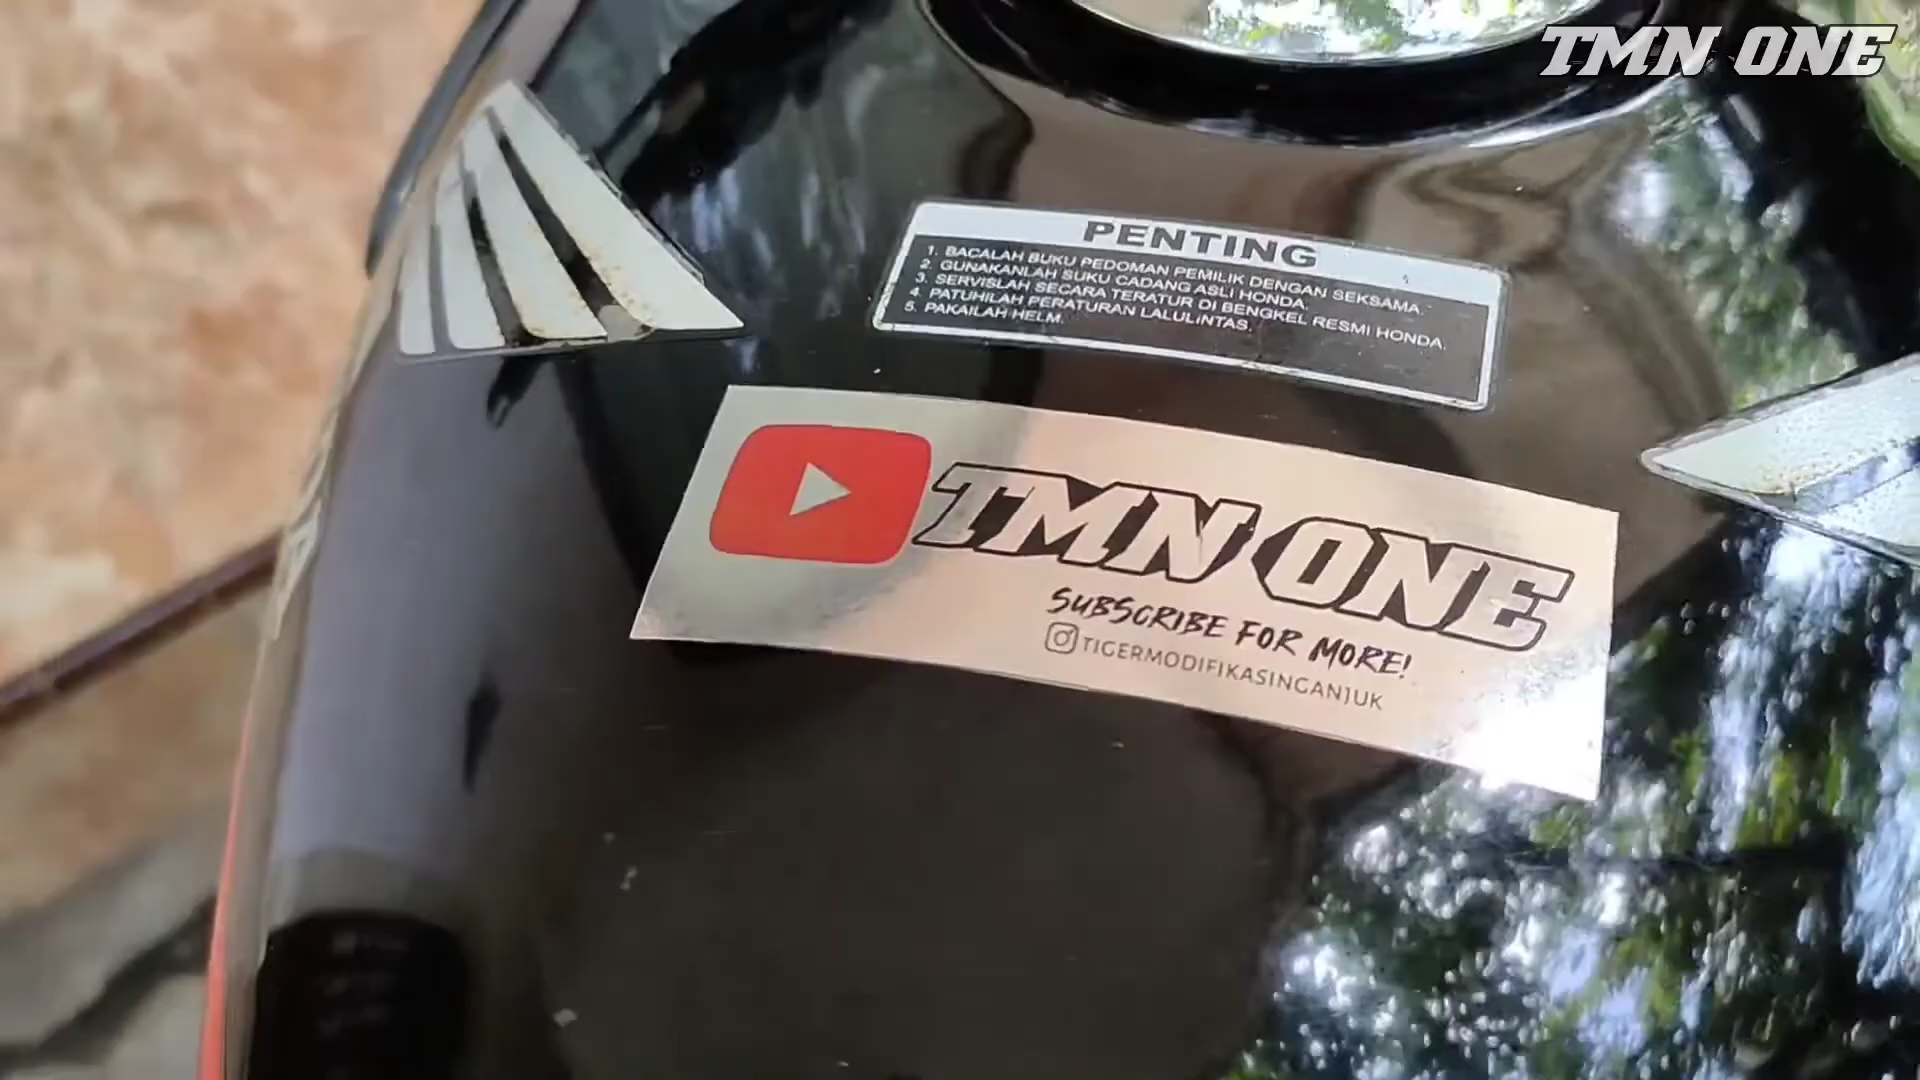 TMN ONE
PENTING
1. BACALAH BUKU PEDOMAN PEMILIK DENGAN SEKSAMA.
2. GUNAKANLAH SUKU CADANG ASLI HONDA.
3. SERVISLAH SECARA TERATUR DI BENGKEL RESMI HONDA.
4. PATUHILAH PERATURAN LALULINTAS.
5. PAKAILAH HELM.
TMN ONE
SUBSCRIBE FOR MORE!
TIGERMODIFIKASINGANJUK